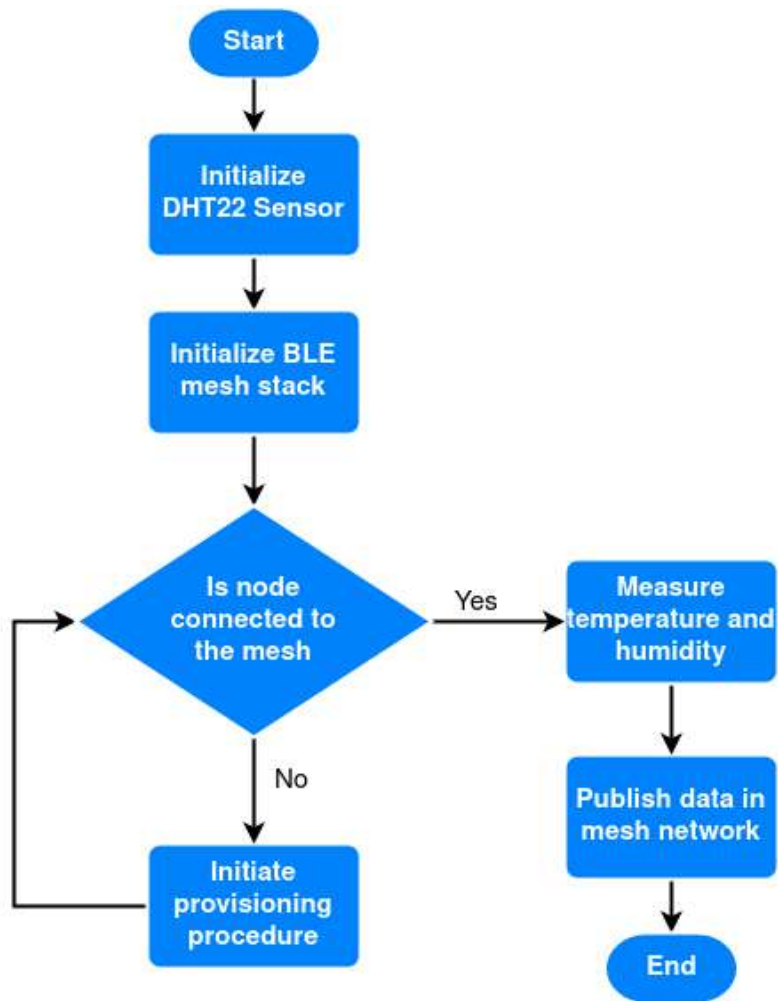 Start
Initialize
DHT22 Sensor
Initialize BLE
mesh stack
Is node
connected to
the mesh
Yes
Measure
temperature and
humidity
No
Publish data in
mesh network
Initiate
provisioning
procedure
End